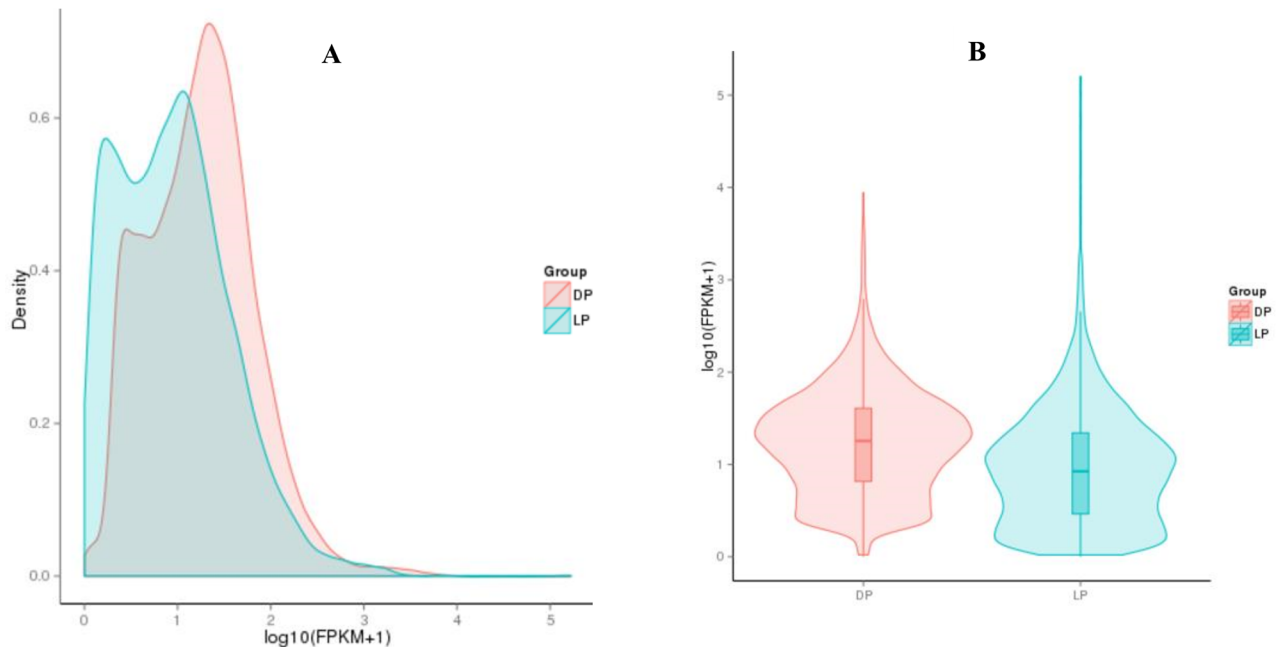 A
Density
0.6
0.4
0.2
0.0
0 1 2 3 4 5
log10(FPKM+1)
Group
DP
LP
B
log10(FPKM+1)
5
4
3
2
1
0
DP LP
Group
DP
LP